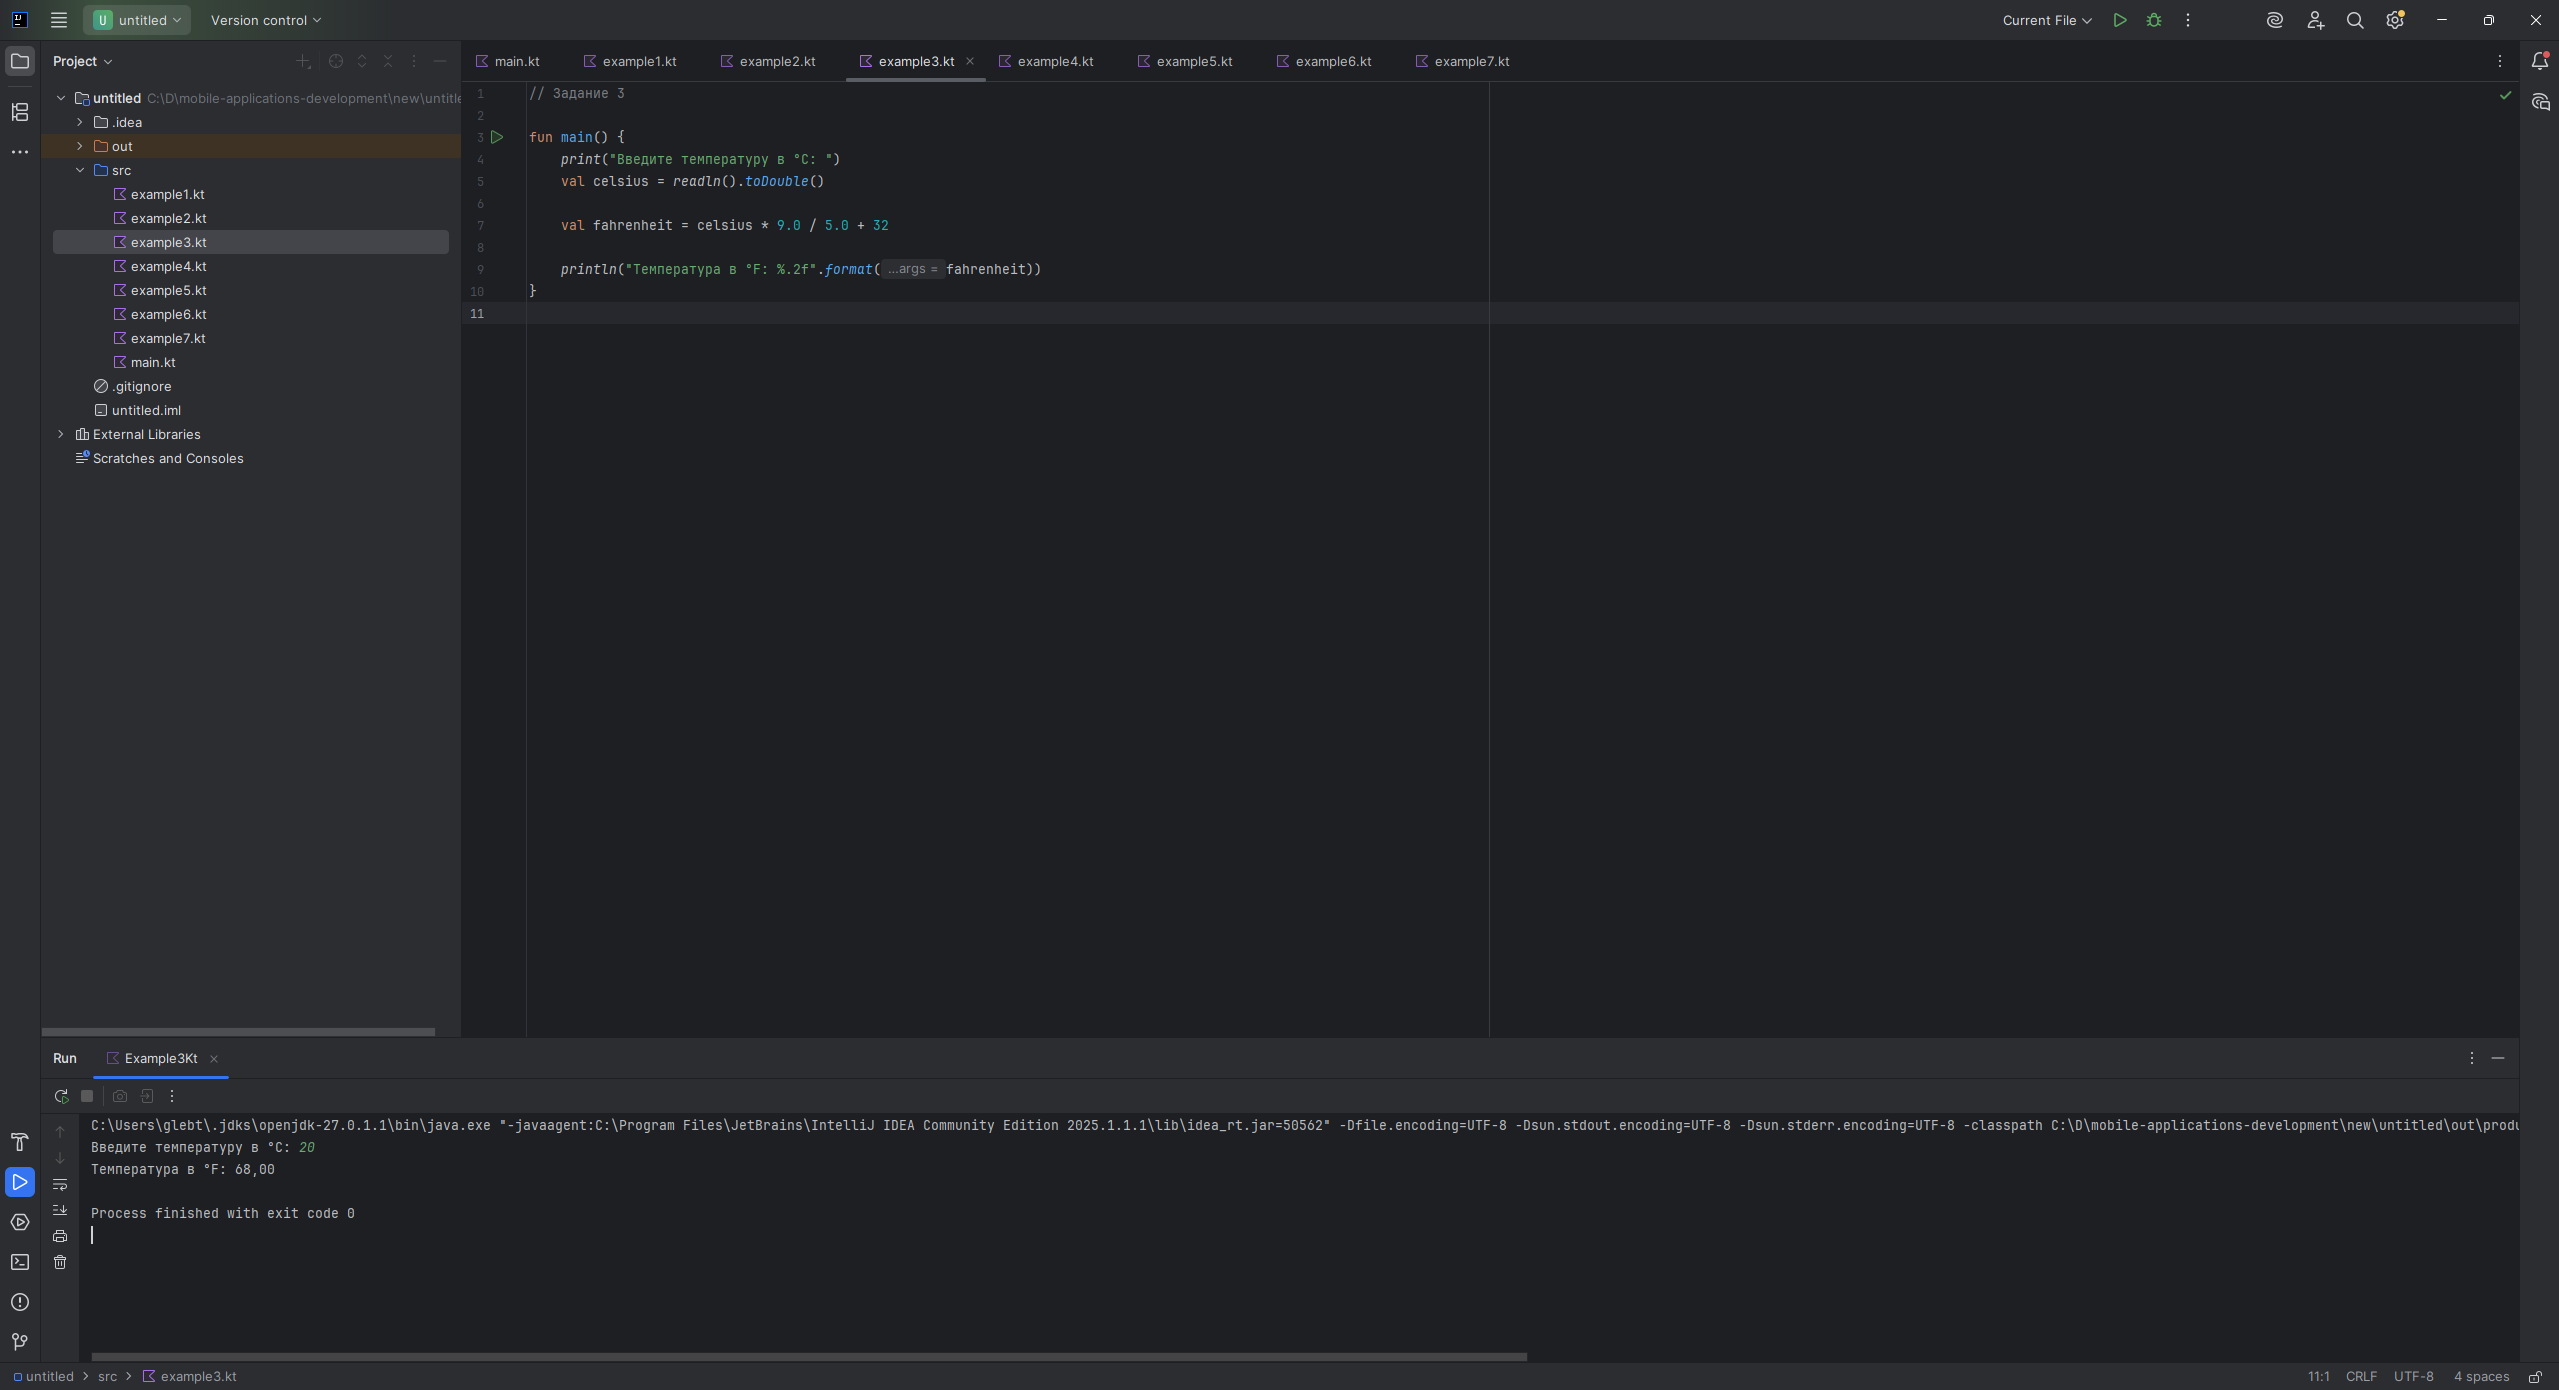 U untitled Version control Current File
Project
main.kt example1.kt example2.kt example3.kt example4.kt example5.kt example6.kt example7.kt
untitled C:\D\mobile-applications-development\new\untitle
.idea
out
src
example1.kt
example2.kt
example3.kt
example4.kt
example5.kt
example6.kt
example7.kt
main.kt
.gitignore
untitled.iml
External Libraries
Scratches and Consoles
1 // Задание 3
2
3 fun main() {
4     print("Введите температуру в °C: ")
5     val celsius = readln().toDouble()
6
7     val fahrenheit = celsius * 9.0 / 5.0 + 32
8
9     println("Температура в °F: %.2f".format( ...args = fahrenheit))
10 }
11
Run Example3Kt
C:\Users\glebt\.jdks\openjdk-27.0.1.1\bin\java.exe "-javaagent:C:\Program Files\JetBrains\IntelliJ IDEA Community Edition 2025.1.1.1\lib\idea_rt.jar=50562" -Dfile.encoding=UTF-8 -Dsun.stdout.encoding=UTF-8 -Dsun.stderr.encoding=UTF-8 -classpath C:\D\mobile-applications-development\new\untitled\out\produ
Введите температуру в °C: 20
Температура в °F: 68,00
Process finished with exit code 0
untitled > src > example3.kt 11:1 CRLF UTF-8 4 spaces